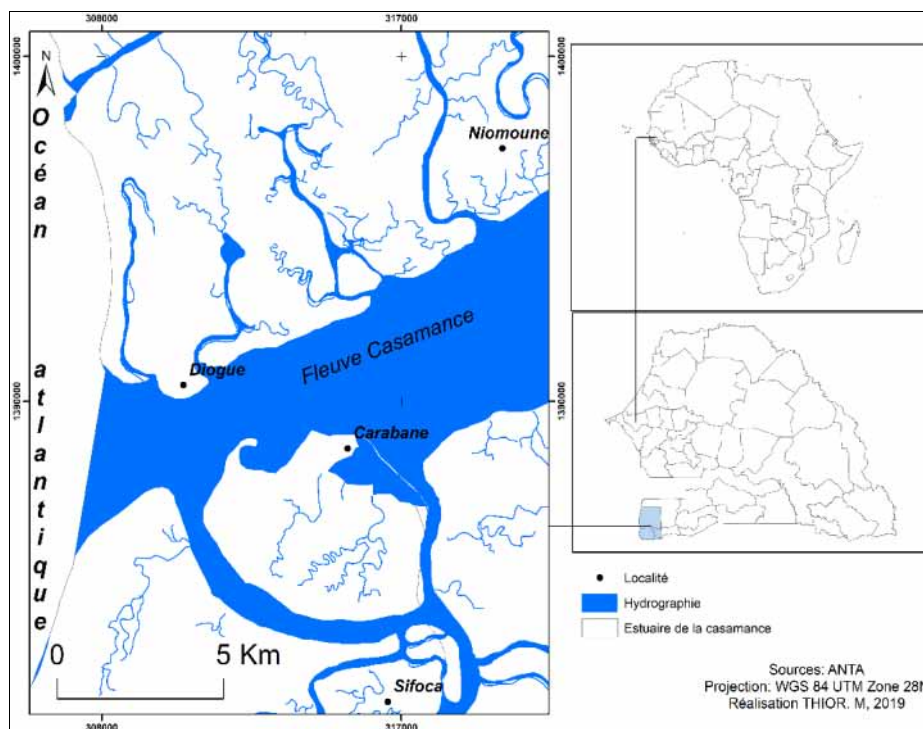 308000
317000
1400000
1400000
N
Océan
atlantique
Niomoune
Fleuve Casamance
Diogue
1390000
1390000
Carabane
0
5 Km
Sifoca
308000
317000
Localité
Hydrographie
Estuaire de la casamance
Sources: ANTA
Projection: WGS 84 UTM Zone 28N
Réalisation THIOR. M, 2019